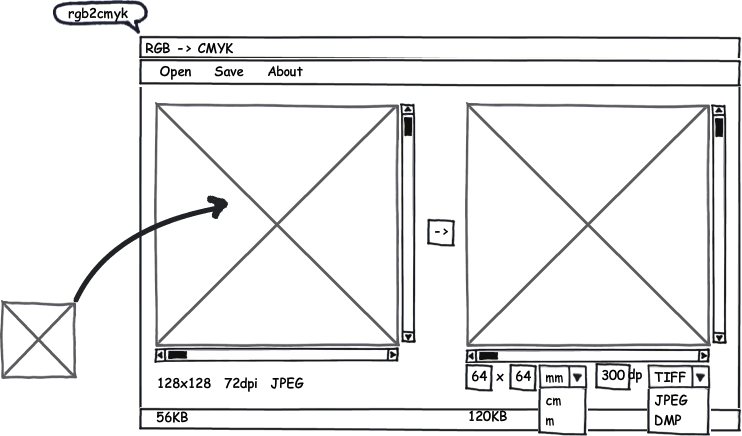 rgb2cmyk
RGB -> CMYK
Open Save About
->
128x128 72dpi JPEG
64 x 64 mm 300 dp TIFF
cm JPEG
m DMP
56KB 120KB